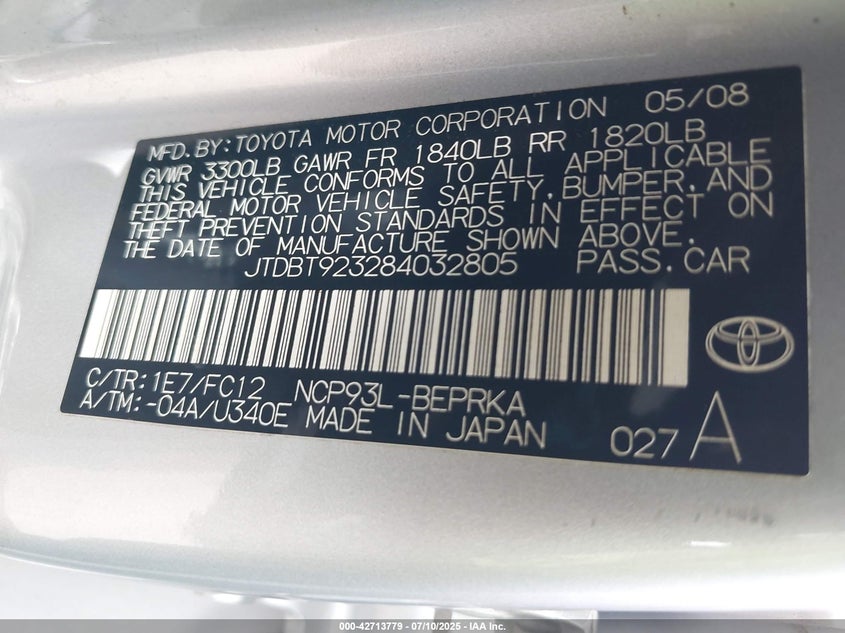 MFD.BY:TOYOTA MOTOR CORPORATION 05/08
GVWR 3300LB GAWR FR 1840LB RR 1820LB
THIS VEHICLE CONFORMS TO ALL APPLICABLE
FEDERAL MOTOR VEHICLE SAFETY,BUMPER,AND
THEFT PREVENTION STANDARDS IN EFFECT ON
THE DATE OF MANUFACTURE SHOWN ABOVE.
JTDBT923284032805 PASS.CAR
C/TR:1E7/FC12 NCP93L-BEPRKA
A/TM:-04A/U340E MADE IN JAPAN
027 A
000-42713779 - 07/10/2025 - IAA Inc.